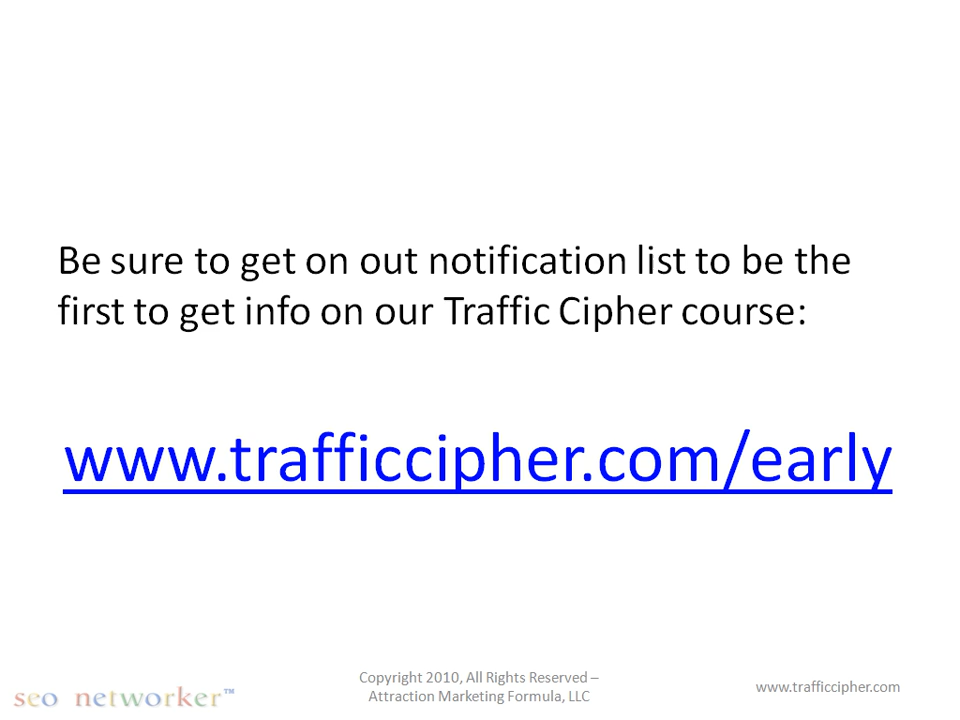 Be sure to get on out notification list to be the
first to get info on our Traffic Cipher course:
www.trafficcipher.com/early
seo networker™
Copyright 2010, All Rights Reserved –
Attraction Marketing Formula, LLC
www.trafficcipher.com